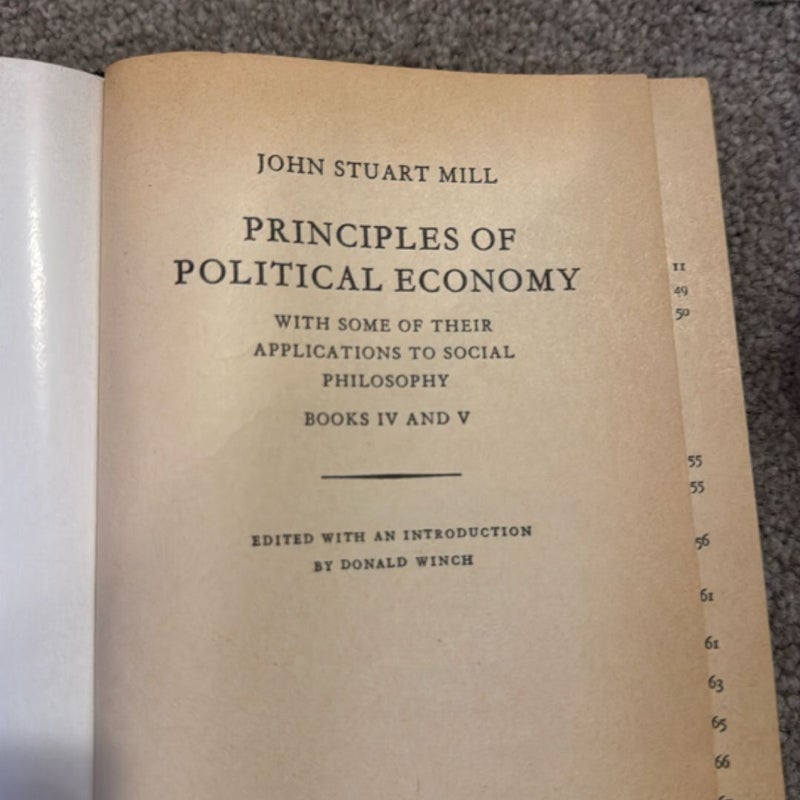 JOHN STUART MILL
PRINCIPLES OF
POLITICAL ECONOMY
WITH SOME OF THEIR
APPLICATIONS TO SOCIAL
PHILOSOPHY
BOOKS IV AND V
EDITED WITH AN INTRODUCTION
BY DONALD WINCH
11
49
50
55
55
56
61
61
63
65
66